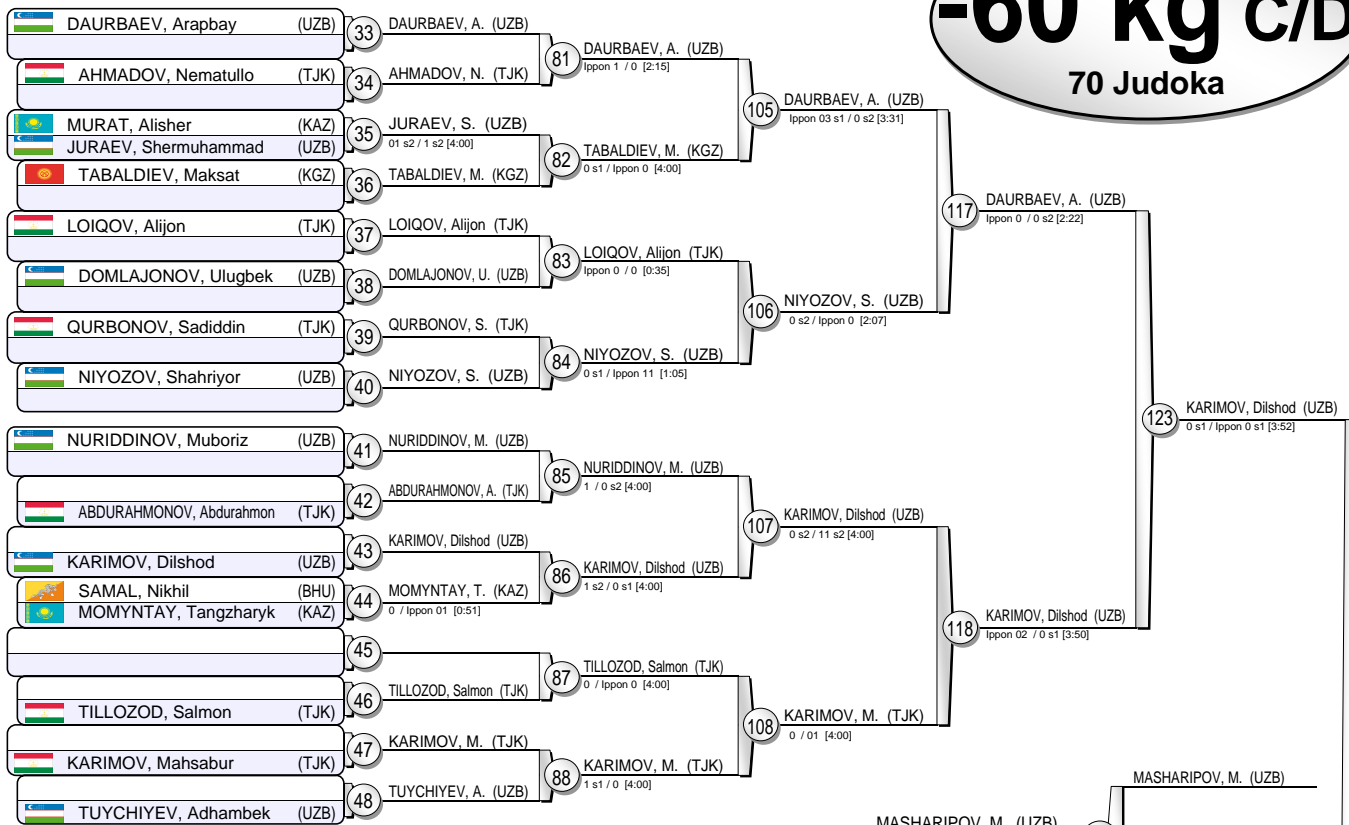 -60 kg C/D
70 Judoka
DAURBAEV, Arapbay (UZB)
AHMADOV, Nematullo (TJK)
MURAT, Alisher (KAZ)
JURAEV, Shermuhammad (UZB)
TABALDIEV, Maksat (KGZ)
LOIQOV, Alijon (TJK)
DOMLAJONOV, Ulugbek (UZB)
QURBONOV, Sadiddin (TJK)
NIYOZOV, Shahriyor (UZB)
NURIDDINOV, Muboriz (UZB)
ABDURAHMONOV, Abdurahmon (TJK)
KARIMOV, Dilshod (UZB)
SAMAL, Nikhil (BHU)
MOMYNTAY, Tangzharyk (KAZ)
TILLOZOD, Salmon (TJK)
KARIMOV, Mahsabur (TJK)
TUYCHIYEV, Adhambek (UZB)
33 DAURBAEV, A. (UZB)
34 AHMADOV, N. (TJK)
35 JURAEV, S. (UZB)
01 s2 / 1 s2 [4:00]
36 TABALDIEV, M. (KGZ)
37 LOIQOV, Alijon (TJK)
38 DOMLAJONOV, U. (UZB)
39 QURBONOV, S. (TJK)
40 NIYOZOV, S. (UZB)
41 NURIDDINOV, M. (UZB)
42 ABDURAHMONOV, A. (TJK)
43 KARIMOV, Dilshod (UZB)
44 MOMYNTAY, T. (KAZ)
0 / Ippon 01 [0:51]
45
46 TILLOZOD, Salmon (TJK)
47 KARIMOV, M. (TJK)
48 TUYCHIYEV, A. (UZB)
81 DAURBAEV, A. (UZB)
Ippon 1 / 0 [2:15]
82 TABALDIEV, M. (KGZ)
0 s1 / Ippon 0 [4:00]
83 LOIQOV, Alijon (TJK)
Ippon 0 / 0 [0:35]
84 NIYOZOV, S. (UZB)
0 s1 / Ippon 11 [1:05]
85 NURIDDINOV, M. (UZB)
1 / 0 s2 [4:00]
86 KARIMOV, Dilshod (UZB)
1 s2 / 0 s1 [4:00]
87 TILLOZOD, Salmon (TJK)
0 / Ippon 0 [4:00]
88 KARIMOV, M. (TJK)
1 s1 / 0 [4:00]
105 DAURBAEV, A. (UZB)
Ippon 03 s1 / 0 s2 [3:31]
106 NIYOZOV, S. (UZB)
0 s2 / Ippon 0 [2:07]
107 KARIMOV, Dilshod (UZB)
0 s2 / 11 s2 [4:00]
108 KARIMOV, M. (TJK)
0 / 01 [4:00]
117 DAURBAEV, A. (UZB)
Ippon 0 / 0 s2 [2:22]
118 KARIMOV, Dilshod (UZB)
Ippon 02 / 0 s1 [3:50]
123 KARIMOV, Dilshod (UZB)
0 s1 / Ippon 0 s1 [3:52]
MASHARIPOV, M. (UZB)
MASHARIPOV, M. (UZB)